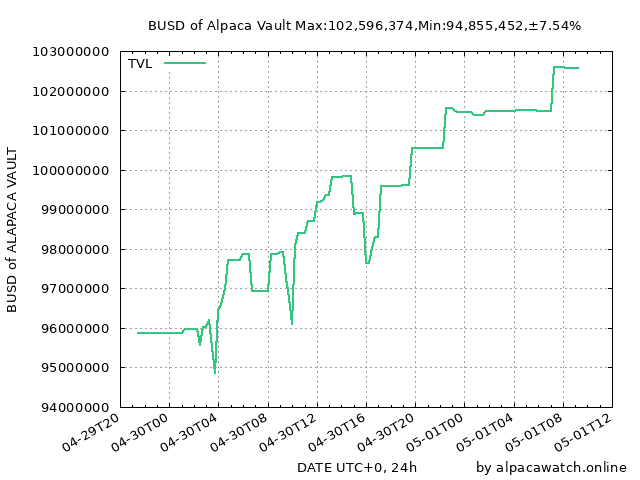 BUSD of Alpaca Vault Max:102,596,374,Min:94,855,452,±7.54%
TVL
103000000
102000000
101000000
100000000
99000000
98000000
97000000
96000000
95000000
94000000
BUSD of ALAPACA VAULT
04-29T20
04-30T00
04-30T04
04-30T08
04-30T12
04-30T16
04-30T20
05-01T00
05-01T04
05-01T08
05-01T12
DATE UTC+0, 24h
by alpacawatch.online